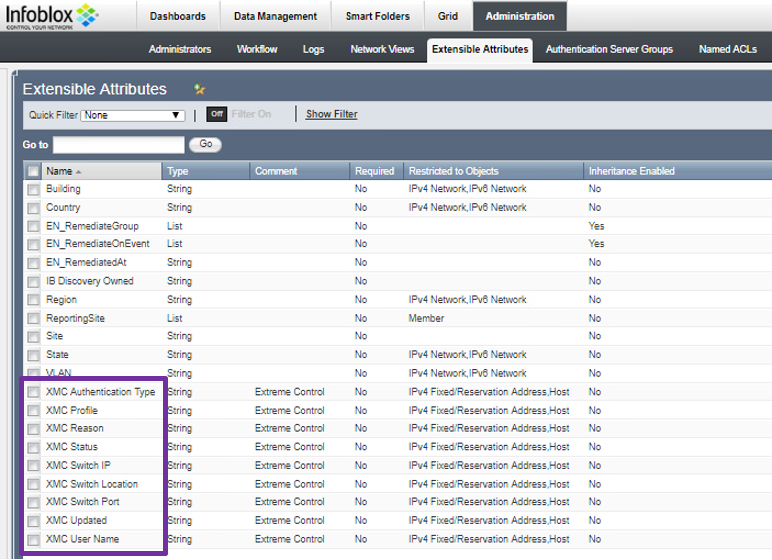 Infoblox
CONTROL YOUR NETWORK
Dashboards Data Management Smart Folders Grid Administration
Administrators Workflow Logs Network Views Extensible Attributes Authentication Server Groups Named ACLs
Extensible Attributes
Quick Filter None Off Filter On Show Filter
Go to Go
Name Type Comment Required Restricted to Objects Inheritance Enabled
Building String No IPv4 Network,IPv6 Network No
Country String No IPv4 Network,IPv6 Network No
EN_RemediateGroup List No Yes
EN_RemediateOnEvent List No Yes
EN_RemediatedAt String No No
IB Discovery Owned String No No
Region String No IPv4 Network,IPv6 Network No
ReportingSite List No Member No
Site String No No
State String No IPv4 Network,IPv6 Network No
VLAN String No IPv4 Network,IPv6 Network No
XMC Authentication Type String Extreme Control No IPv4 Fixed/Reservation Address,Host No
XMC Profile String Extreme Control No IPv4 Fixed/Reservation Address,Host No
XMC Reason String Extreme Control No IPv4 Fixed/Reservation Address,Host No
XMC Status String Extreme Control No IPv4 Fixed/Reservation Address,Host No
XMC Switch IP String Extreme Control No IPv4 Fixed/Reservation Address,Host No
XMC Switch Location String Extreme Control No IPv4 Fixed/Reservation Address,Host No
XMC Switch Port String Extreme Control No IPv4 Fixed/Reservation Address,Host No
XMC Updated String Extreme Control No IPv4 Fixed/Reservation Address,Host No
XMC User Name String Extreme Control No IPv4 Fixed/Reservation Address,Host No